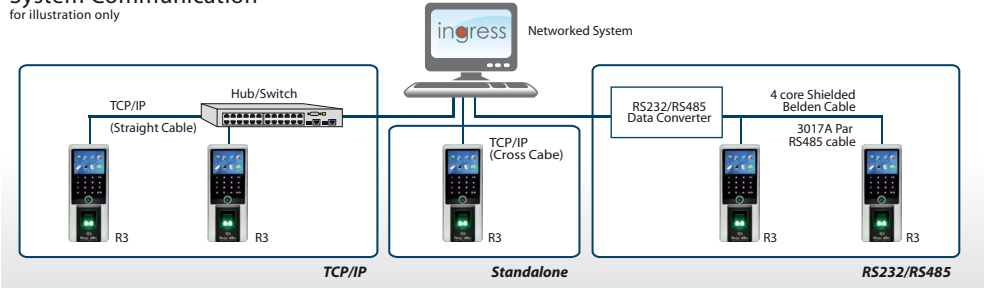 System Communication
for illustration only
ingress
Networked System
TCP/IP
(Straight Cable)
Hub/Switch
R3
R3
TCP/IP
TCP/IP
(Cross Cabe)
R3
Standalone
RS232/RS485
Data Converter
4 core Shielded
Belden Cable
3017A Par
RS485 cable
R3
R3
RS232/RS485